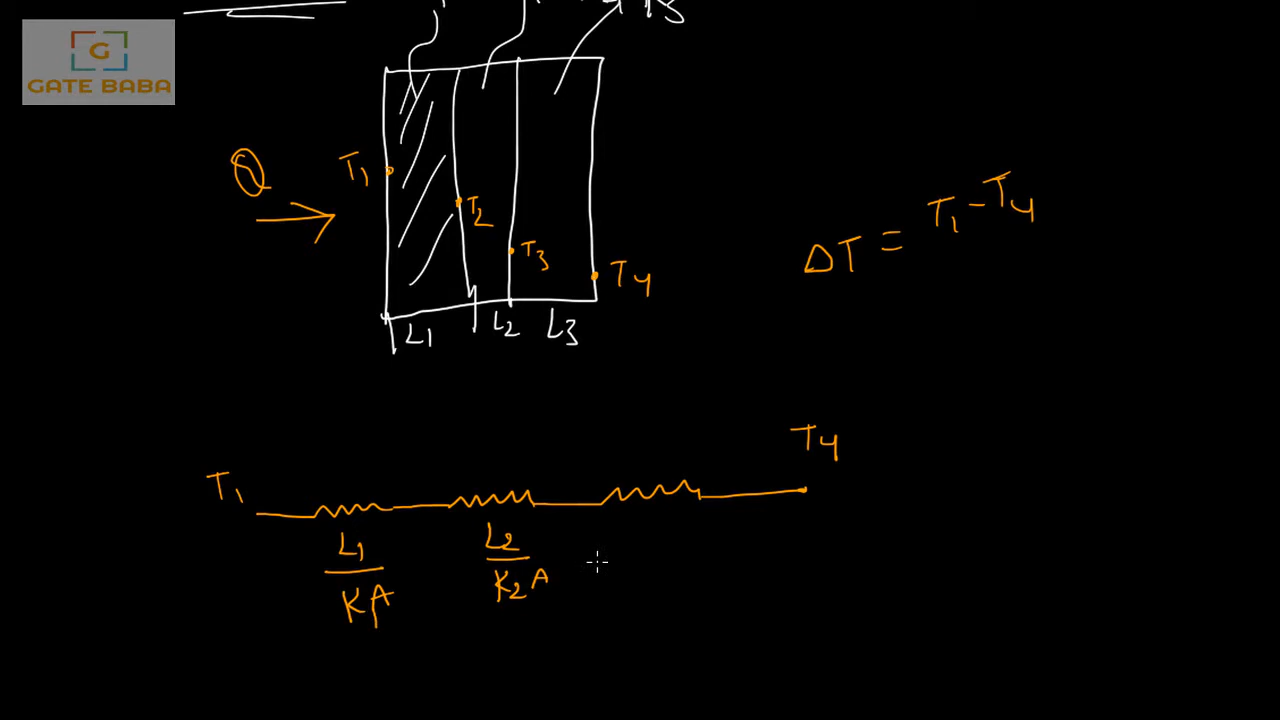 G
GATE BABA
Q
T1
T2
T3
T4
L1
L2
L3
ΔT = T1 - T4
T1
T4
L1
KA
L2
K2A